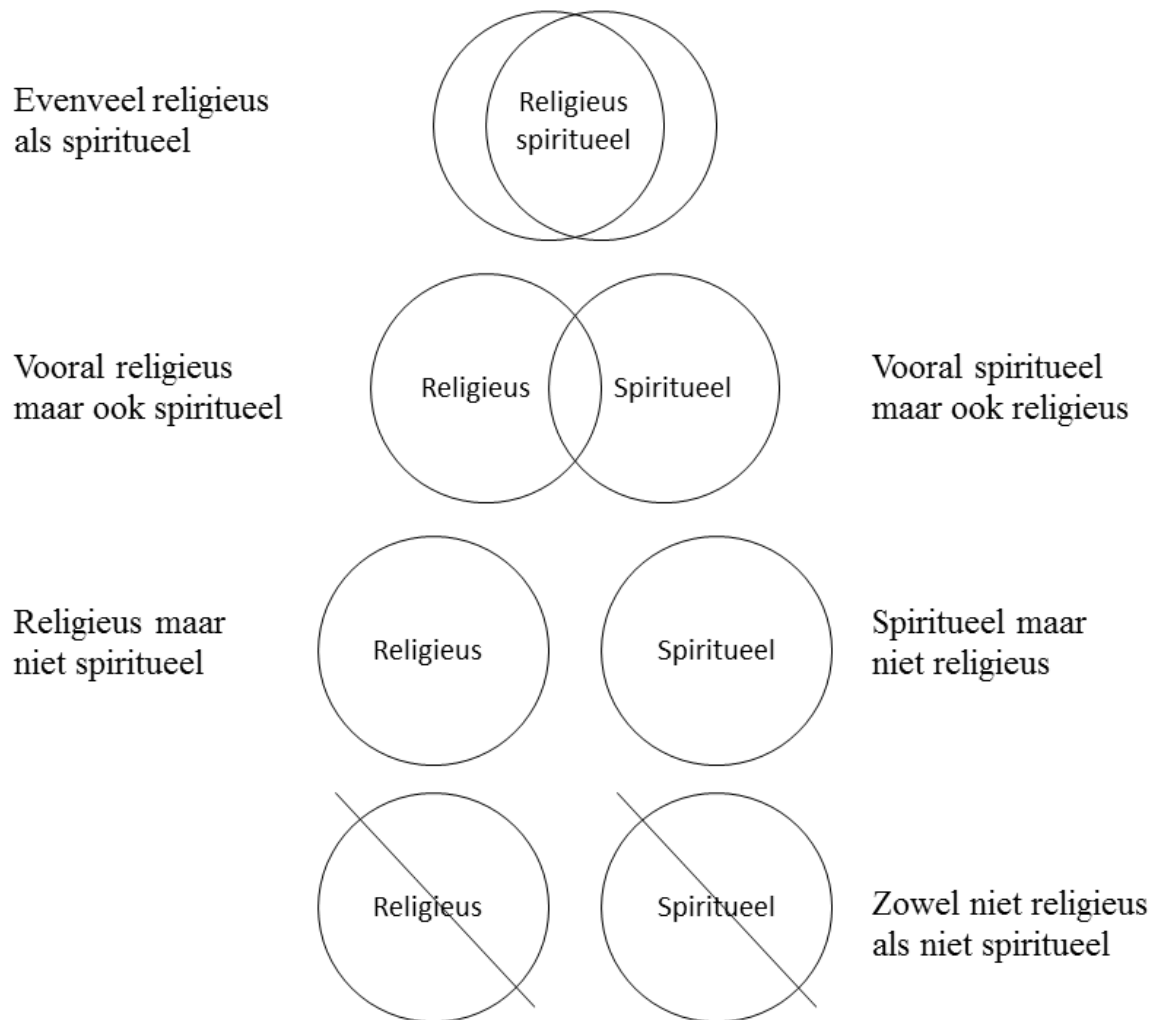 Evenveel religieus
als spiritueel
Religieus
spiritueel
Vooral religieus
maar ook spiritueel
Religieus
Spiritueel
Vooral spiritueel
maar ook religieus
Religieus maar
niet spiritueel
Religieus
Spiritueel
Spiritueel maar
niet religieus
Religieus
Spiritueel
Zowel niet religieus
als niet spiritueel